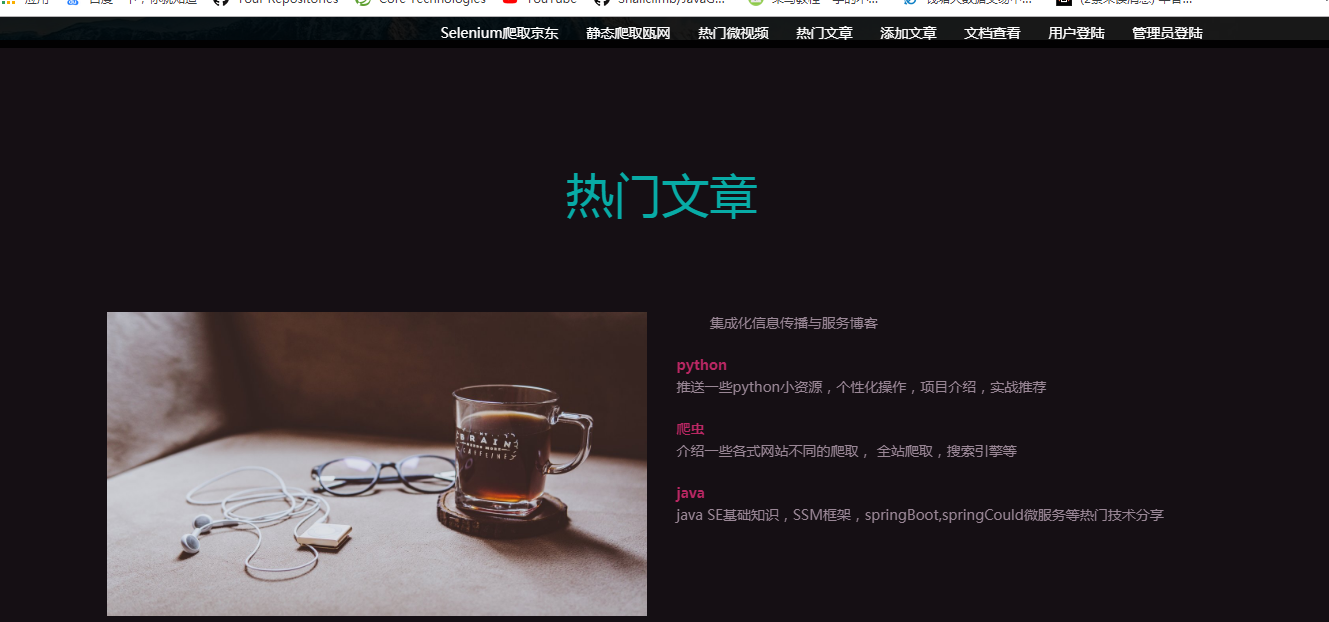 Selenium爬取京东 静态爬取瓯网 热门微视频 热门文章 添加文章 文档查看 用户登陆 管理员登陆
热门文章
集成化信息传播与服务博客
python
推送一些python小资源，个性化操作，项目介绍，实战推荐
爬虫
介绍一些各式网站不同的爬取， 全站爬取，搜索引擎等
java
java SE基础知识，SSM框架，springBoot,springCould微服务等热门技术分享
BRAIN
CAFFEINE